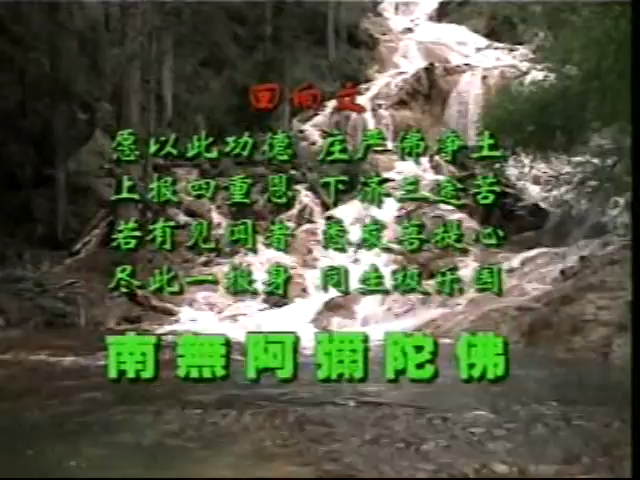 回向文
愿以此功德 庄严佛净土
上报四重恩 下济三途苦
若有见闻者 悉发菩提心
尽此一报身 同生极乐国
南無阿彌陀佛